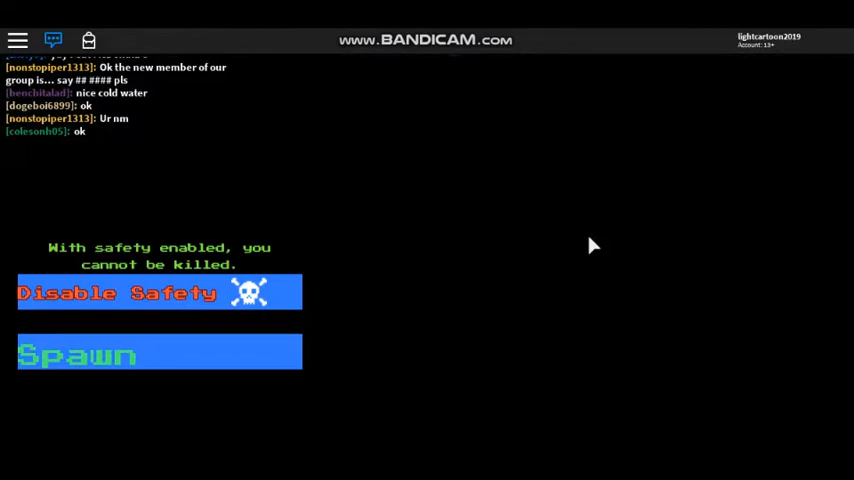 www.BANDICAM.com
lightcartoon2019
Account: 13+
[nonstopiper1313]: Ok the new member of our
group is... say ## #### pls
[henchitalad]: nice cold water
[dogeboi6899]: ok
[nonstopiper1313]: Ur nm
[colesonh05]: ok
With safety enabled, you
cannot be killed.
Disable Safety
Spawn